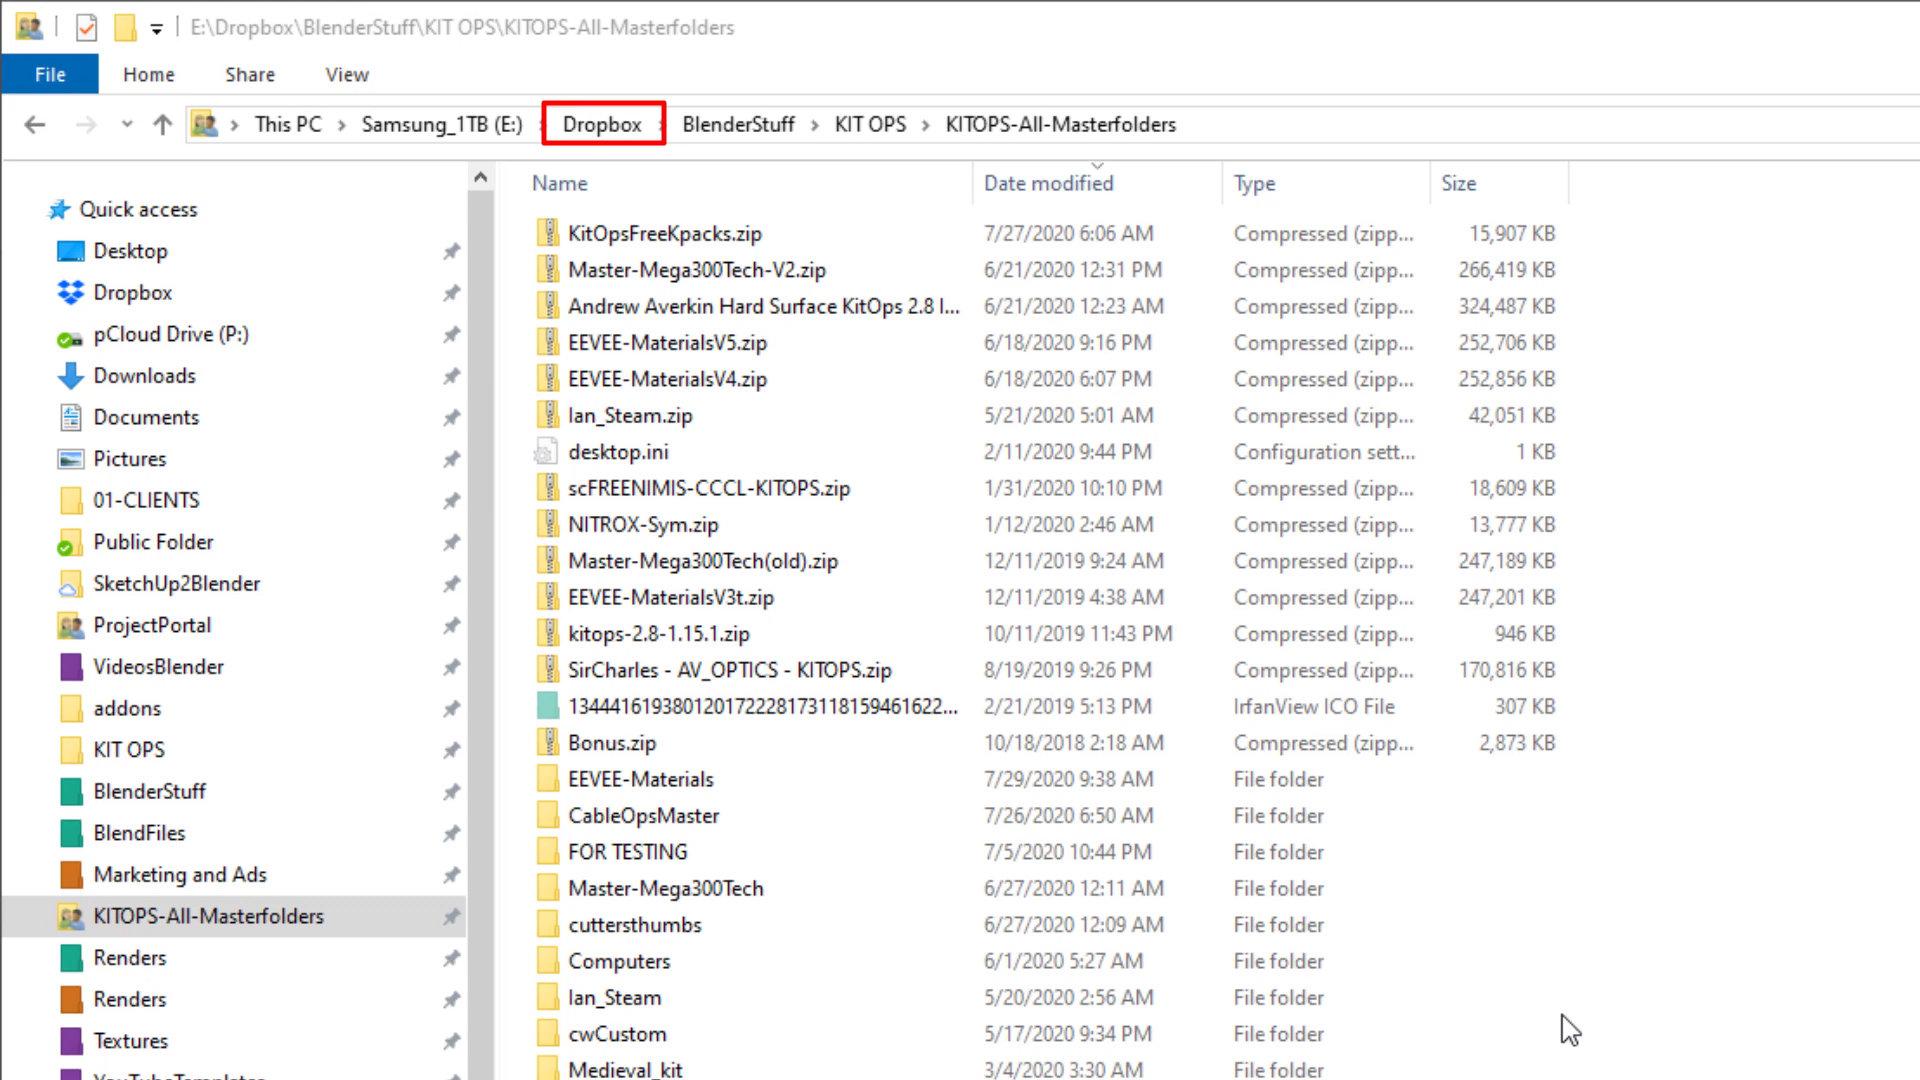 E:\Dropbox\BlenderStuff\KIT OPS\KITOPS-All-Masterfolders
File Home Share View
This PC Samsung_1TB (E:) Dropbox BlenderStuff KIT OPS KITOPS-All-Masterfolders
Name Date modified Type Size
Quick access
Desktop
Dropbox
pCloud Drive (P:)
Downloads
Documents
Pictures
01-CLIENTS
Public Folder
SketchUp2Blender
ProjectPortal
VideosBlender
addons
KIT OPS
BlenderStuff
BlendFiles
Marketing and Ads
KITOPS-All-Masterfolders
Renders
Renders
Textures
YouTubeTemplates
KitOpsFreeKpacks.zip 7/27/2020 6:06 AM Compressed (zipp... 15,907 KB
Master-Mega300Tech-V2.zip 6/21/2020 12:31 PM Compressed (zipp... 266,419 KB
Andrew Averkin Hard Surface KitOps 2.8 l... 6/21/2020 12:23 AM Compressed (zipp... 324,487 KB
EEVEE-MaterialsV5.zip 6/18/2020 9:16 PM Compressed (zipp... 252,706 KB
EEVEE-MaterialsV4.zip 6/18/2020 6:07 PM Compressed (zipp... 252,856 KB
Ian_Steam.zip 5/21/2020 5:01 AM Compressed (zipp... 42,051 KB
desktop.ini 2/11/2020 9:44 PM Configuration sett... 1 KB
scFREENIMIS-CCCL-KITOPS.zip 1/31/2020 10:10 PM Compressed (zipp... 18,609 KB
NITROX-Sym.zip 1/12/2020 2:46 AM Compressed (zipp... 13,777 KB
Master-Mega300Tech(old).zip 12/11/2019 9:24 AM Compressed (zipp... 247,189 KB
EEVEE-MaterialsV3t.zip 12/11/2019 4:38 AM Compressed (zipp... 247,201 KB
kitops-2.8-1.15.1.zip 10/11/2019 11:43 PM Compressed (zipp... 946 KB
SirCharles - AV_OPTICS - KITOPS.zip 8/19/2019 9:26 PM Compressed (zipp... 170,816 KB
13444161938012017222817311815946​1622... 2/21/2019 5:13 PM IrfanView ICO File 307 KB
Bonus.zip 10/18/2018 2:18 AM Compressed (zipp... 2,873 KB
EEVEE-Materials 7/29/2020 9:38 AM File folder
CableOpsMaster 7/26/2020 6:50 AM File folder
FOR TESTING 7/5/2020 10:44 PM File folder
Master-Mega300Tech 6/27/2020 12:11 AM File folder
cuttersthumbs 6/27/2020 12:09 AM File folder
Computers 6/1/2020 5:27 AM File folder
Ian_Steam 5/20/2020 2:56 AM File folder
cwCustom 5/17/2020 9:34 PM File folder
Medieval_kit 3/4/2020 3:30 AM File folder